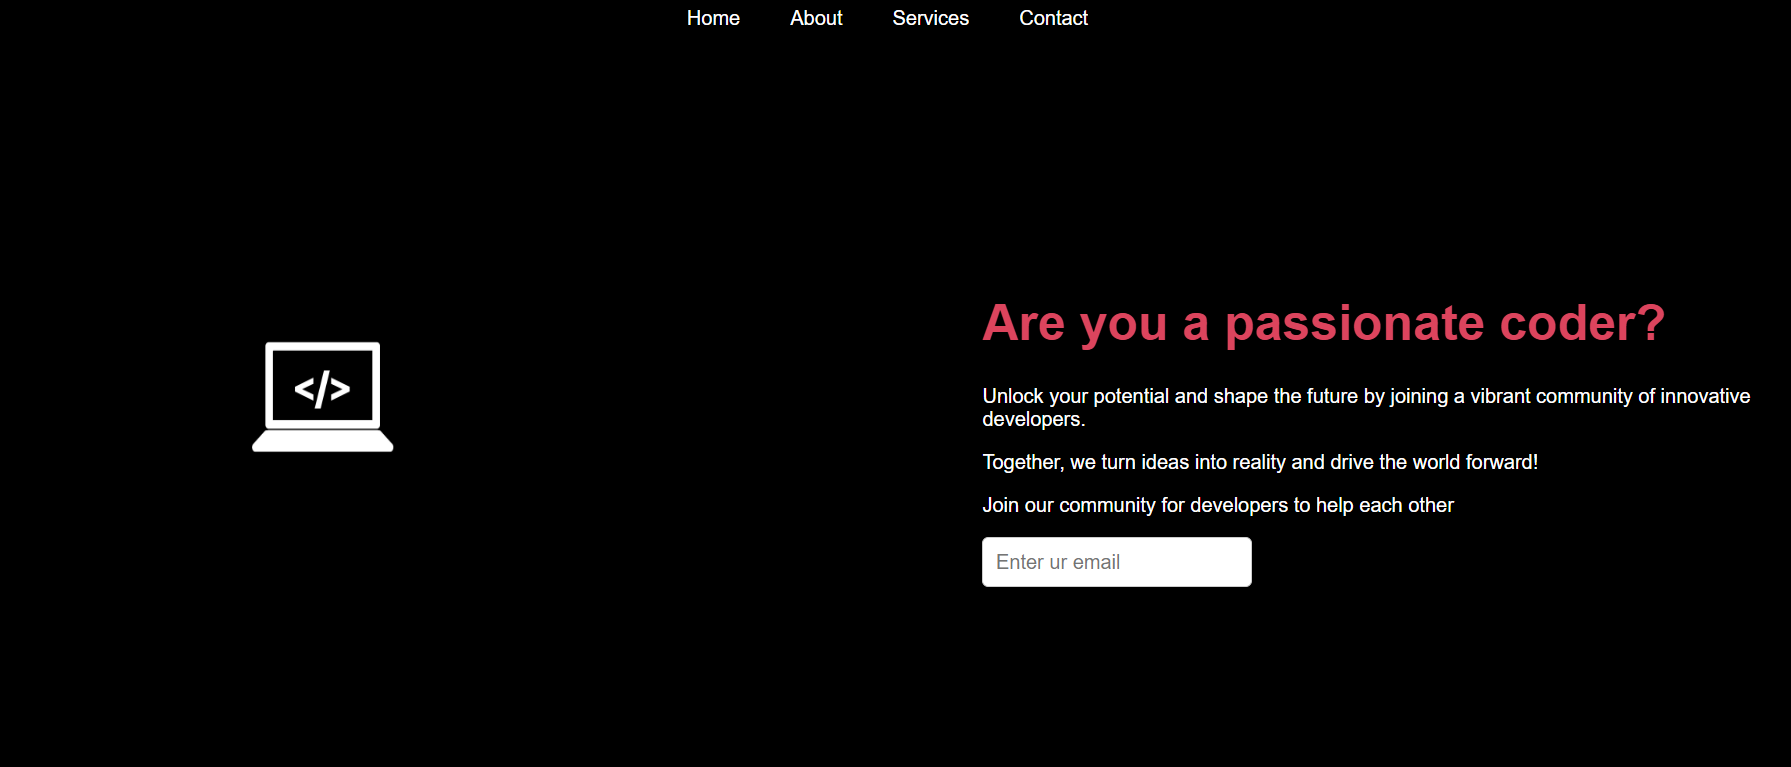 Home About Services Contact
</>
Are you a passionate coder?
Unlock your potential and shape the future by joining a vibrant community of innovative
developers.
Together, we turn ideas into reality and drive the world forward!
Join our community for developers to help each other
Enter ur email